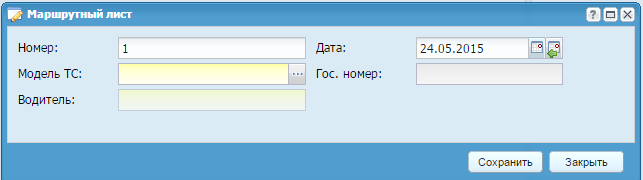 Маршрутный лист
Номер: 1 Дата: 24.05.2015
Модель ТС: ... Гос. номер:
Водитель:
Сохранить Закрыть